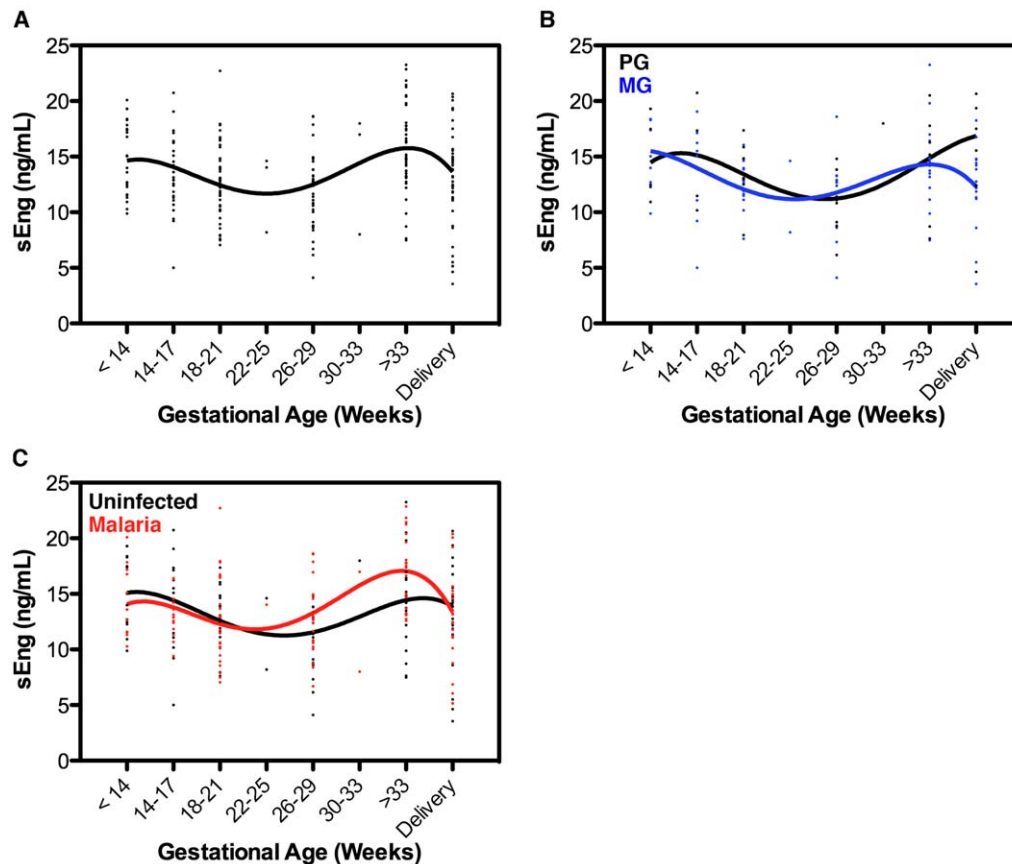 A
25
20
15
10
5
0
sEng (ng/mL)
< 14
14-17
18-21
22-25
26-29
30-33
>33
Delivery
Gestational Age (Weeks)
B
PG
MG
25
20
15
10
5
0
sEng (ng/mL)
< 14
14-17
18-21
22-25
26-29
30-33
>33
Delivery
Gestational Age (Weeks)
C
Uninfected
Malaria
25
20
15
10
5
0
sEng (ng/mL)
< 14
14-17
18-21
22-25
26-29
30-33
>33
Delivery
Gestational Age (Weeks)